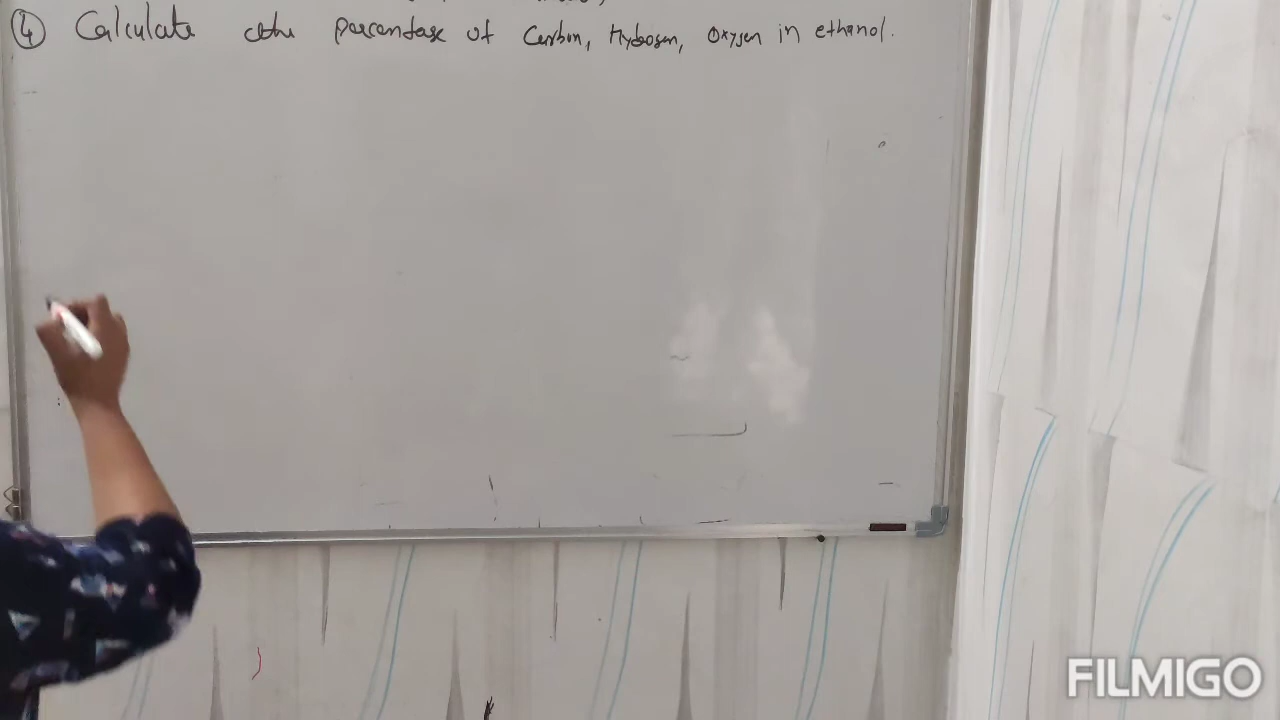 ④ Calculate the percentage of Carbon, Hydrogen, Oxygen in ethanol.
FILMIGO